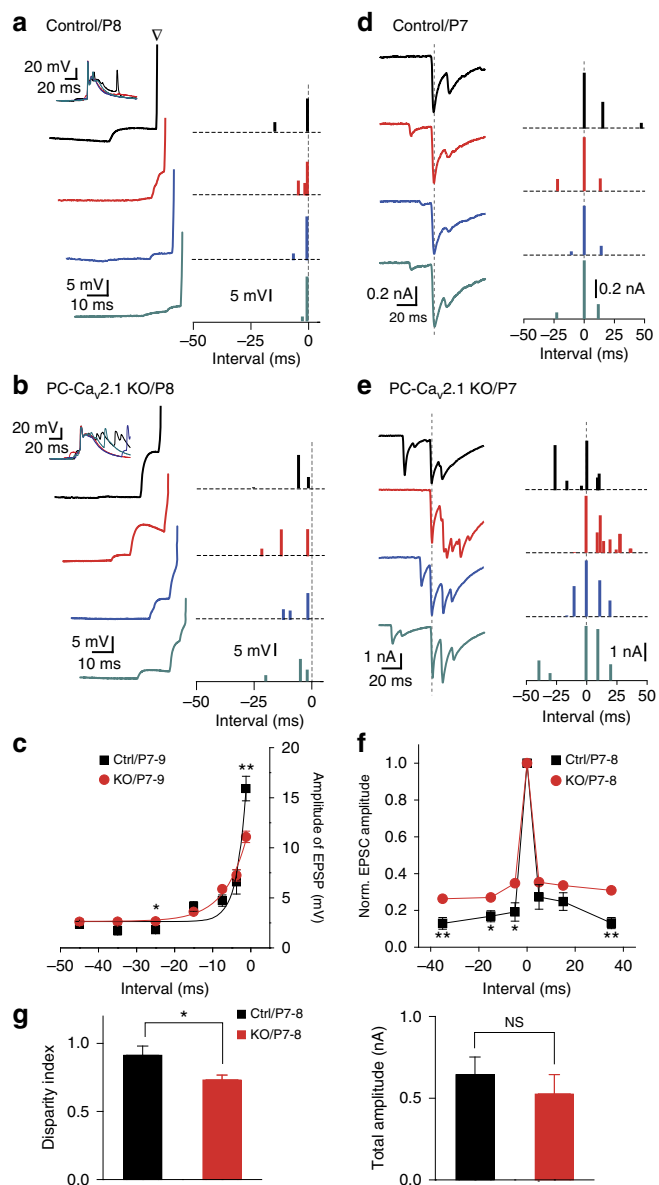 a Control/P8
20 mV
20 ms
5 mV
10 ms
5 mV
−50 −25 0
Interval (ms)
d Control/P7
0.2 nA
20 ms
0.2 nA
−50 −25 0 25 50
Interval (ms)
b PC-Cav2.1 KO/P8
20 mV
20 ms
5 mV
10 ms
5 mV
−50 −25 0
Interval (ms)
e PC-Cav2.1 KO/P7
1 nA
20 ms
1 nA
−50 −25 0 25 50
Interval (ms)
c
Ctrl/P7-9
KO/P7-9
**
*
20
15
10
5
0
Amplitude of EPSP (mV)
−50 −40 −30 −20 −10 0
Interval (ms)
f
Ctrl/P7-8
KO/P7-8
Norm. EPSC amplitude
1.0
0.8
0.6
0.4
0.2
0.0
** * * **
−40 −20 0 20 40
Interval (ms)
g
Ctrl/P7-8
KO/P7-8
*
Disparity index
1.0
0.5
0.0
NS
Total amplitude (nA)
1.0
0.5
0.0